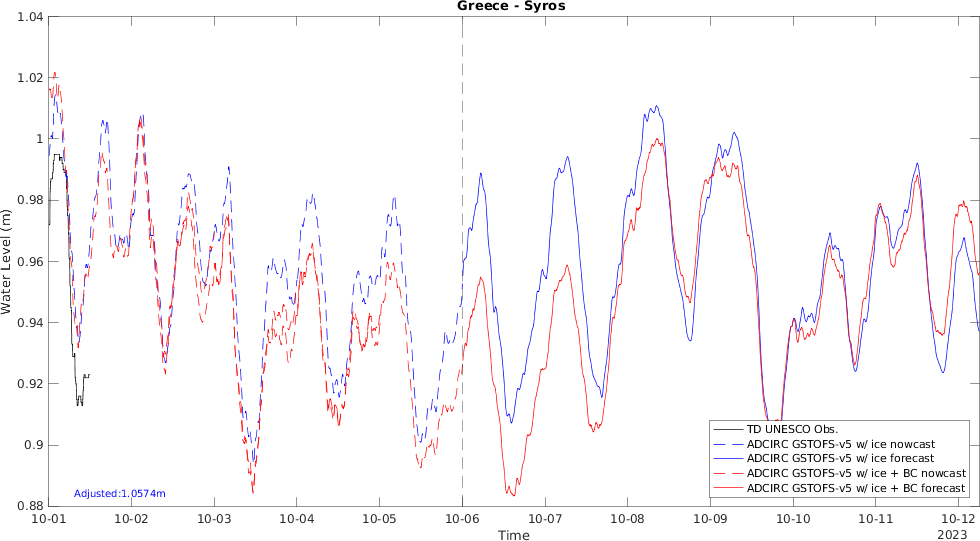 Greece - Syros
1.04
1.02
1
0.98
0.96
0.94
0.92
0.9
0.88
Water Level (m)
Adjusted:1.0574m
TD UNESCO Obs.
ADCIRC GSTOFS-v5 w/ ice nowcast
ADCIRC GSTOFS-v5 w/ ice forecast
ADCIRC GSTOFS-v5 w/ ice + BC nowcast
ADCIRC GSTOFS-v5 w/ ice + BC forecast
10-01 10-02 10-03 10-04 10-05 10-06 10-07 10-08 10-09 10-10 10-11 10-12
Time
2023